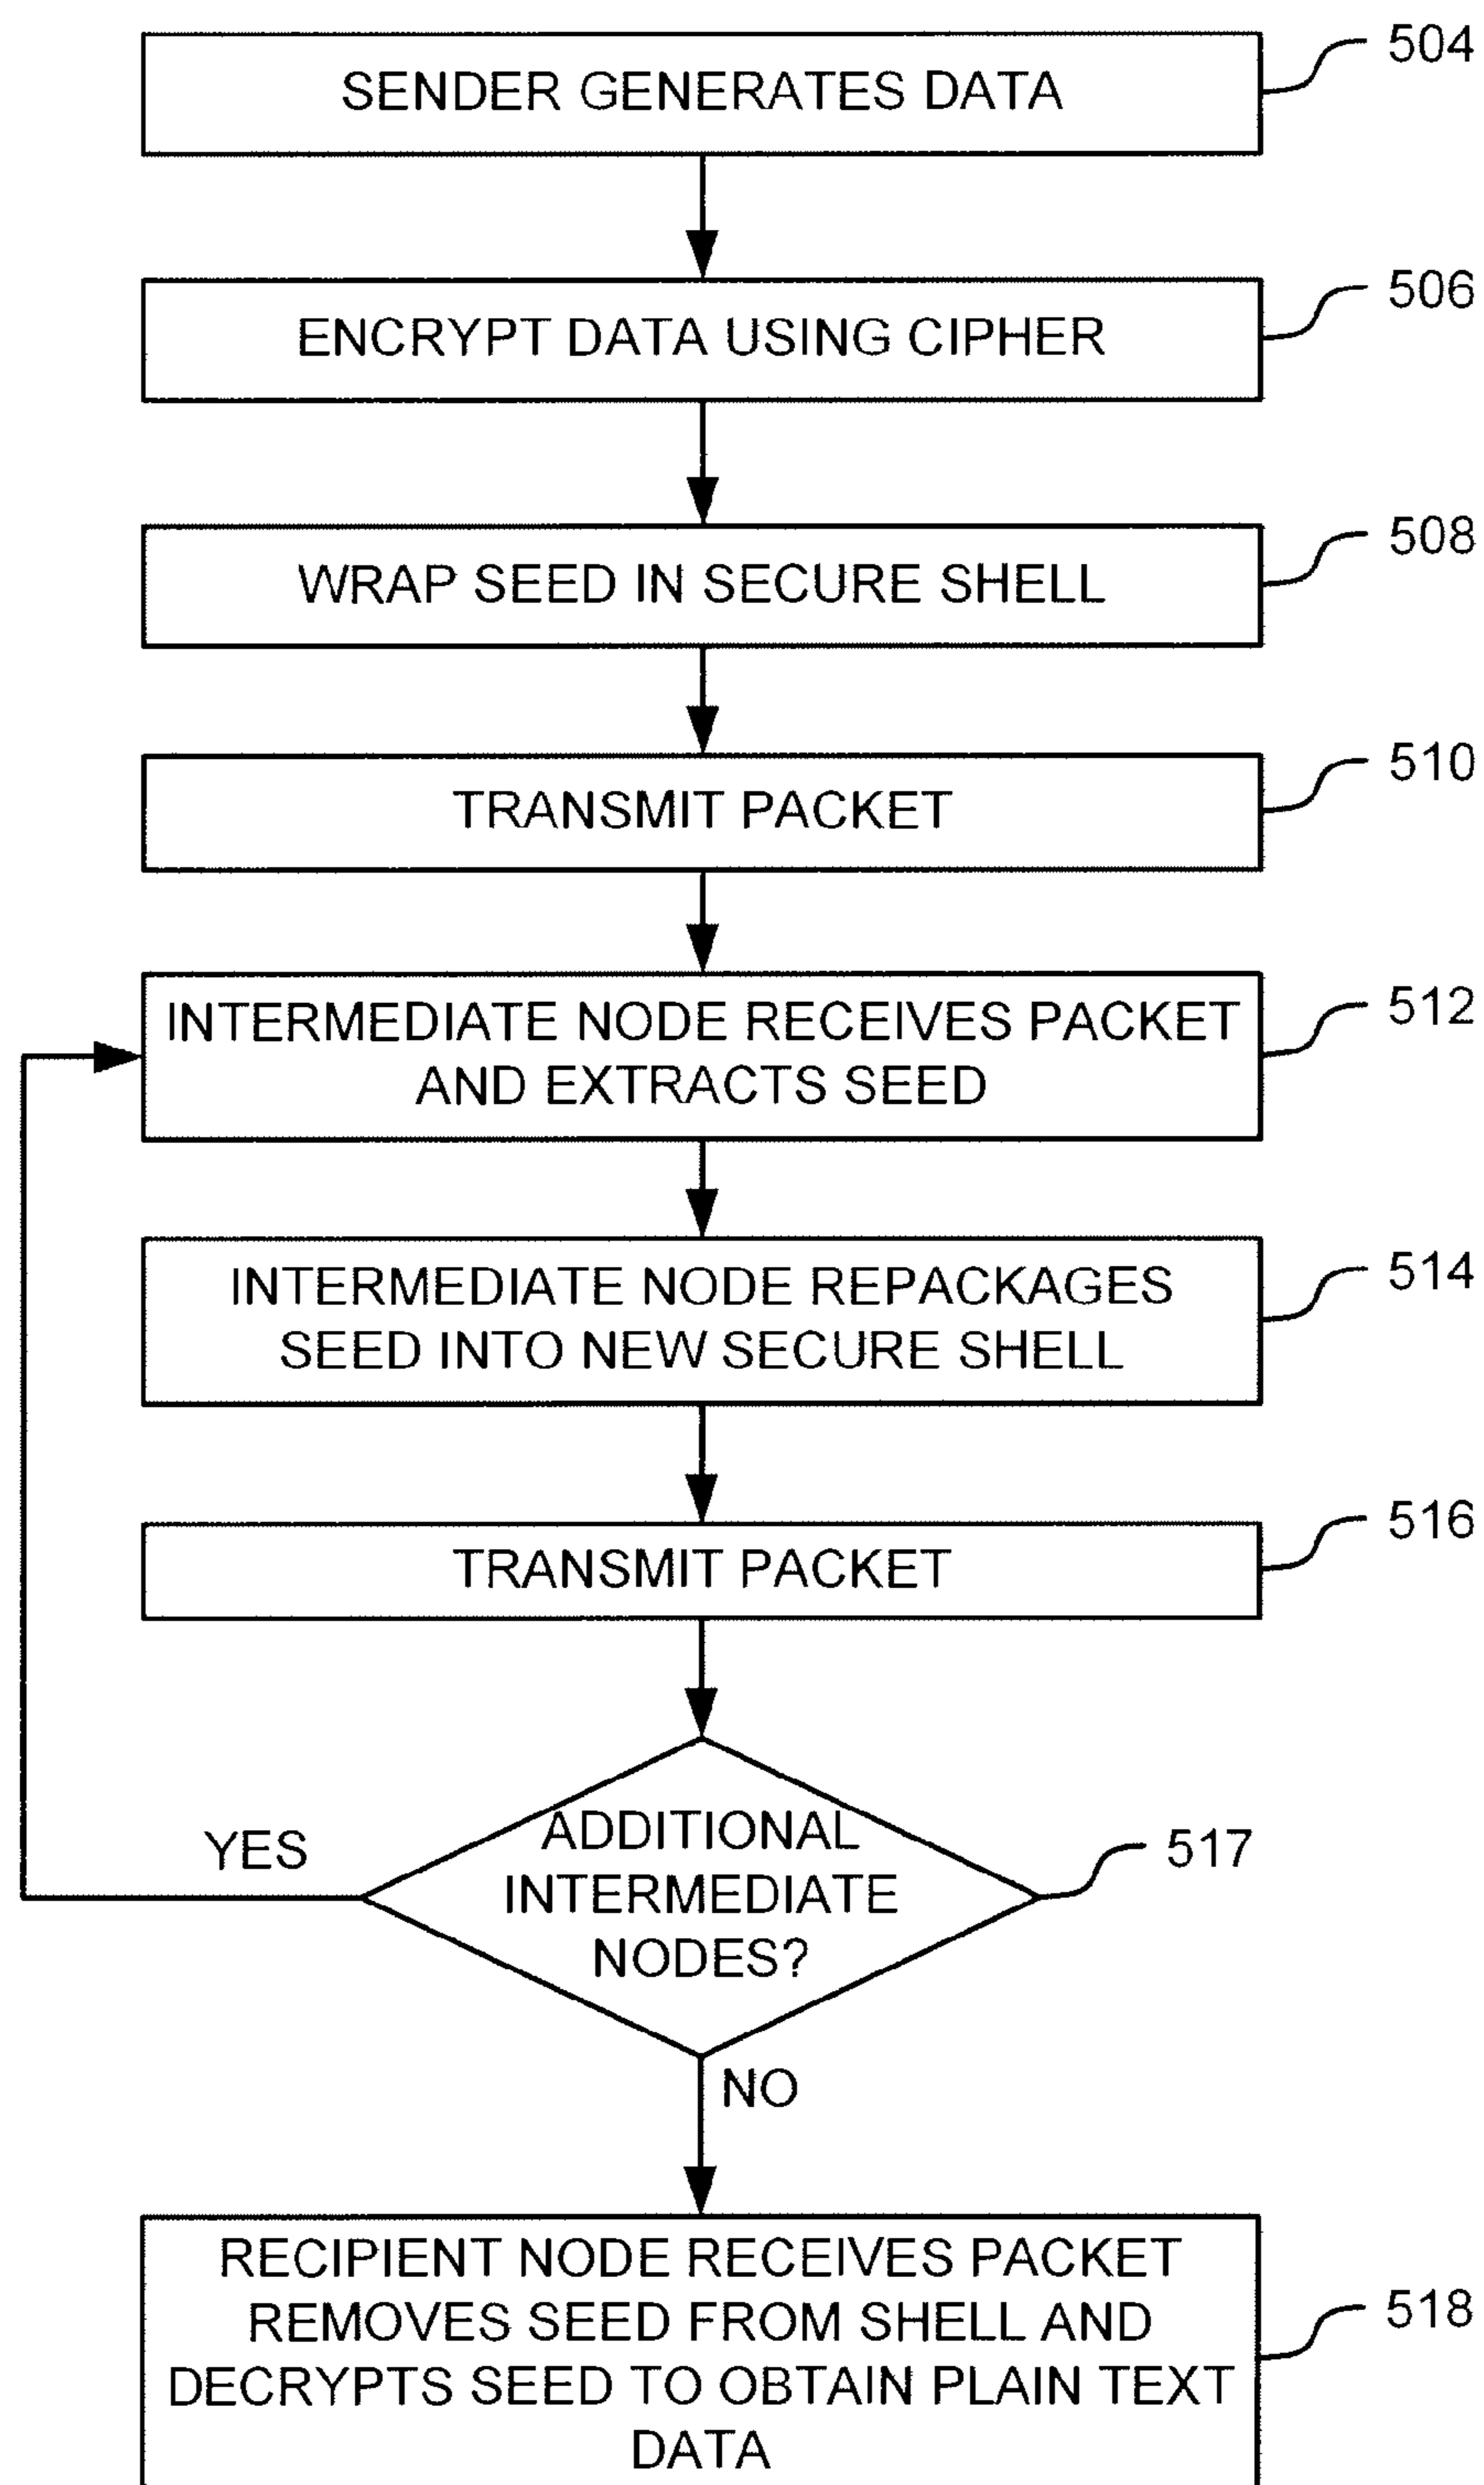 504
SENDER GENERATES DATA
506
ENCRYPT DATA USING CIPHER
508
WRAP SEED IN SECURE SHELL
510
TRANSMIT PACKET
512
INTERMEDIATE NODE RECEIVES PACKET
AND EXTRACTS SEED
514
INTERMEDIATE NODE REPACKAGES
SEED INTO NEW SECURE SHELL
516
TRANSMIT PACKET
517
YES
ADDITIONAL
INTERMEDIATE
NODES?
NO
518
RECIPIENT NODE RECEIVES PACKET
REMOVES SEED FROM SHELL AND
DECRYPTS SEED TO OBTAIN PLAIN TEXT
DATA